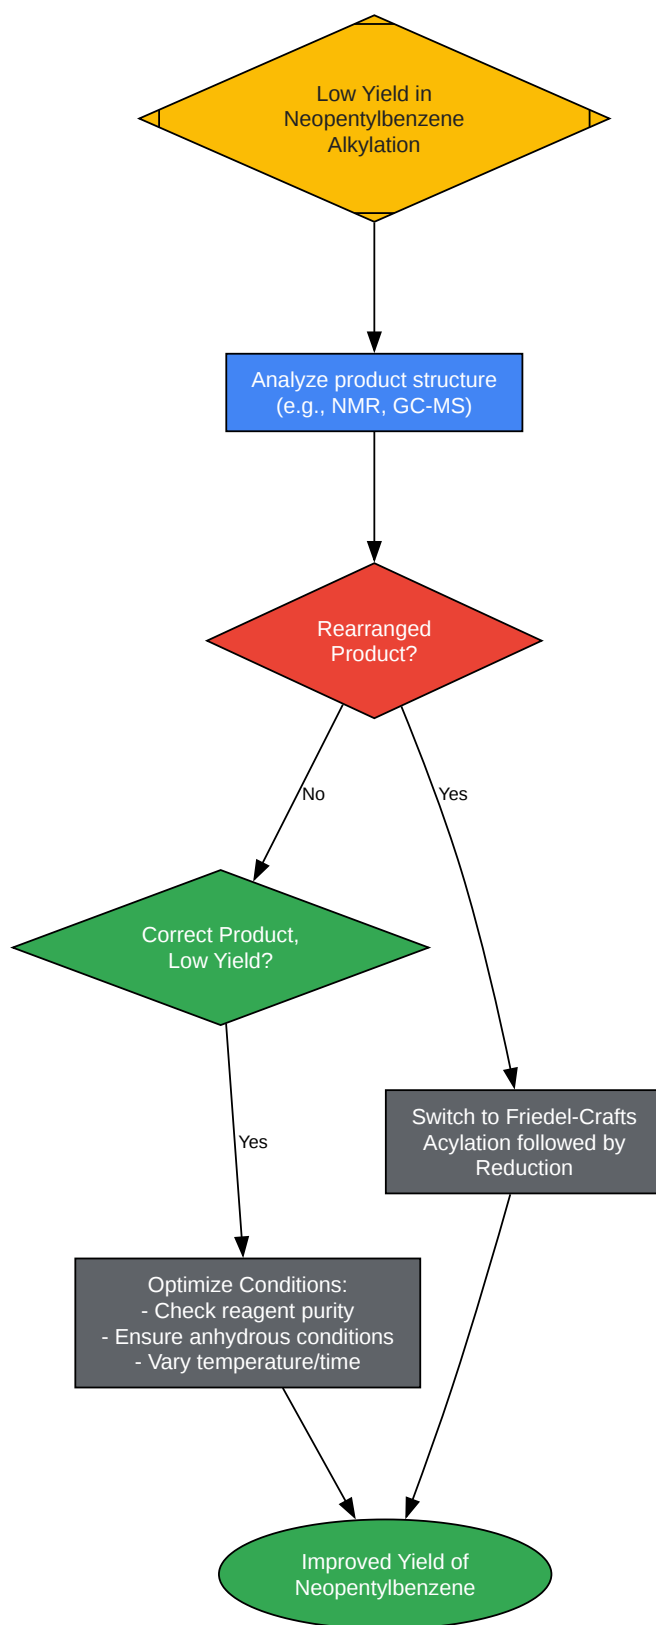 Low Yield in
Neopentylbenzene
Alkylation
Analyze product structure
(e.g., NMR, GC-MS)
Rearranged
Product?
No
Yes
Correct Product,
Low Yield?
Switch to Friedel-Crafts
Acylation followed by
Reduction
Yes
Optimize Conditions:
- Check reagent purity
- Ensure anhydrous conditions
- Vary temperature/time
Improved Yield of
Neopentylbenzene